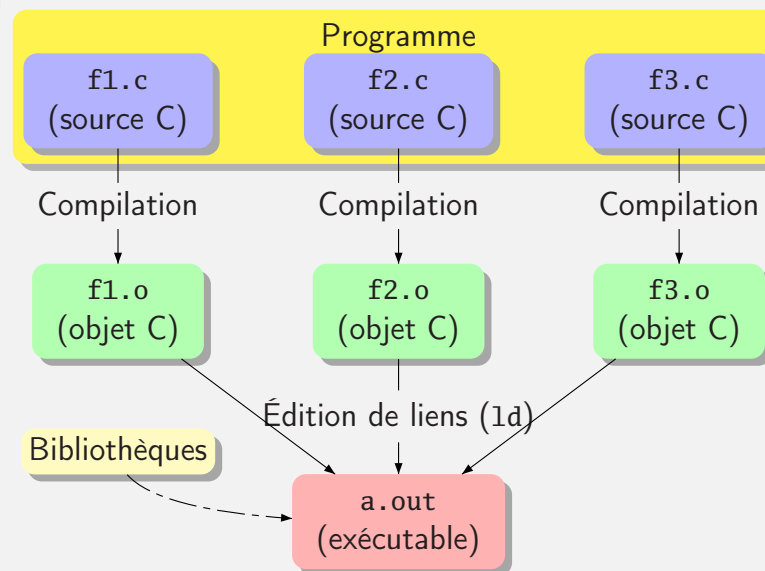 Programme
f1.c
(source C)
f2.c
(source C)
f3.c
(source C)
Compilation
Compilation
Compilation
f1.o
(objet C)
f2.o
(objet C)
f3.o
(objet C)
Édition de liens (ld)
Bibliothèques
a.out
(exécutable)